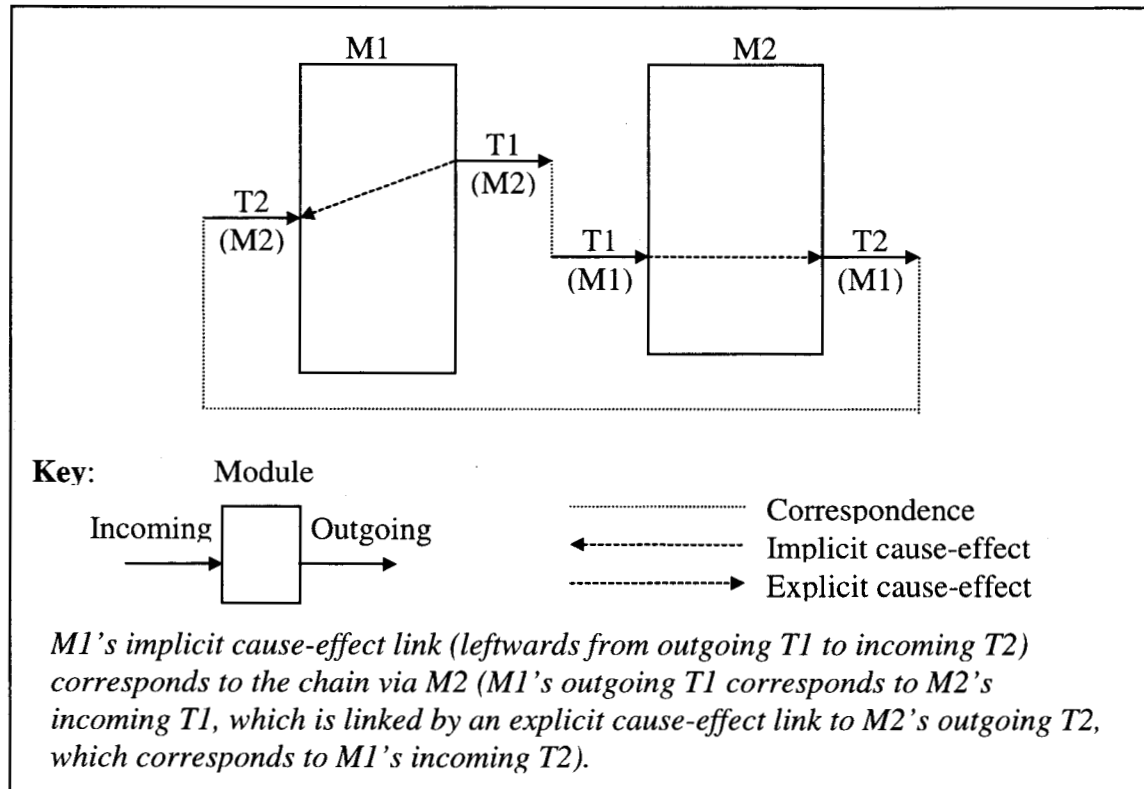 M1 M2
T1
(M2)
T2
(M2)
T1
(M1)
T2
(M1)
Key: Module
Incoming Outgoing
Correspondence
Implicit cause-effect
Explicit cause-effect
M1's implicit cause-effect link (leftwards from outgoing T1 to incoming T2)
corresponds to the chain via M2 (M1's outgoing T1 corresponds to M2's
incoming T1, which is linked by an explicit cause-effect link to M2's outgoing T2,
which corresponds to M1's incoming T2).